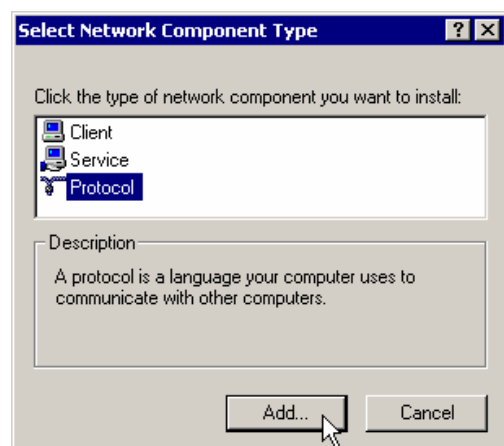 Select Network Component Type
Click the type of network component you want to install:
Client
Service
Protocol
Description
A protocol is a language your computer uses to
communicate with other computers.
Add... Cancel